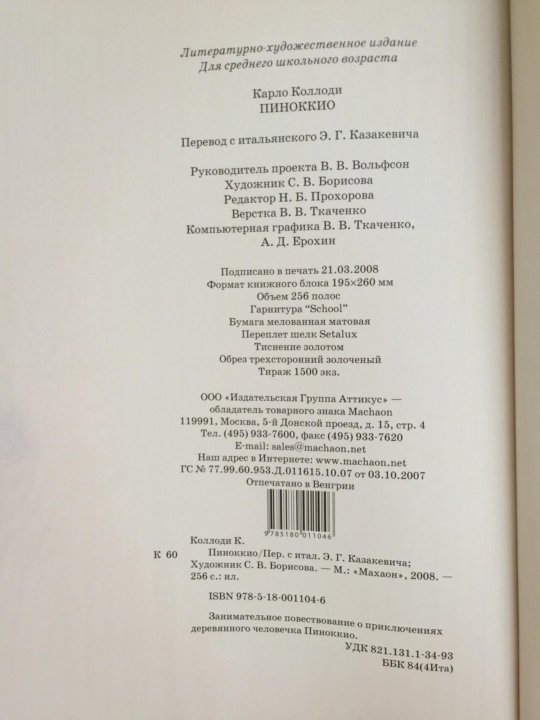 Литературно-художественное издание
Для среднего школьного возраста
Карло Коллоди
ПИНОККИО
Перевод с итальянского Э. Г. Казакевича
Руководитель проекта В. В. Вольфсон
Художник С. В. Борисова
Редактор Н. Б. Прохорова
Верстка В. В. Ткаченко
Компьютерная графика В. В. Ткаченко,
А. Д. Ерохин
Подписано в печать 21.03.2008
Формат книжного блока 195×260 мм
Объем 256 полос
Гарнитура “School”
Бумага мелованная матовая
Переплет шелк Setalux
Тиснение золотом
Обрез трехсторонний золоченый
Тираж 1500 экз.
ООО «Издательская Группа Аттикус» —
обладатель товарного знака Machaon
119991, Москва, 5-й Донской проезд, д. 15, стр. 4
Тел. (495) 933-7600, факс (495) 933-7620
E-mail: sales@machaon.net
Наш адрес в Интернете: www.machaon.net
ГС № 77.99.60.953.Д.011615.10.07 от 03.10.2007
Отпечатано в Венгрии
9785180011046
Коллоди К.
К 60
Пиноккио/Пер. с итал. Э. Г. Казакевича;
Художник С. В. Борисова. — М.: «Махаон», 2008. —
256 с.: ил.
ISBN 978-5-18-001104-6
Занимательное повествование о приключениях
деревянного человечка Пиноккио.
УДК 821.131.1-34-93
ББК 84(4Ита)